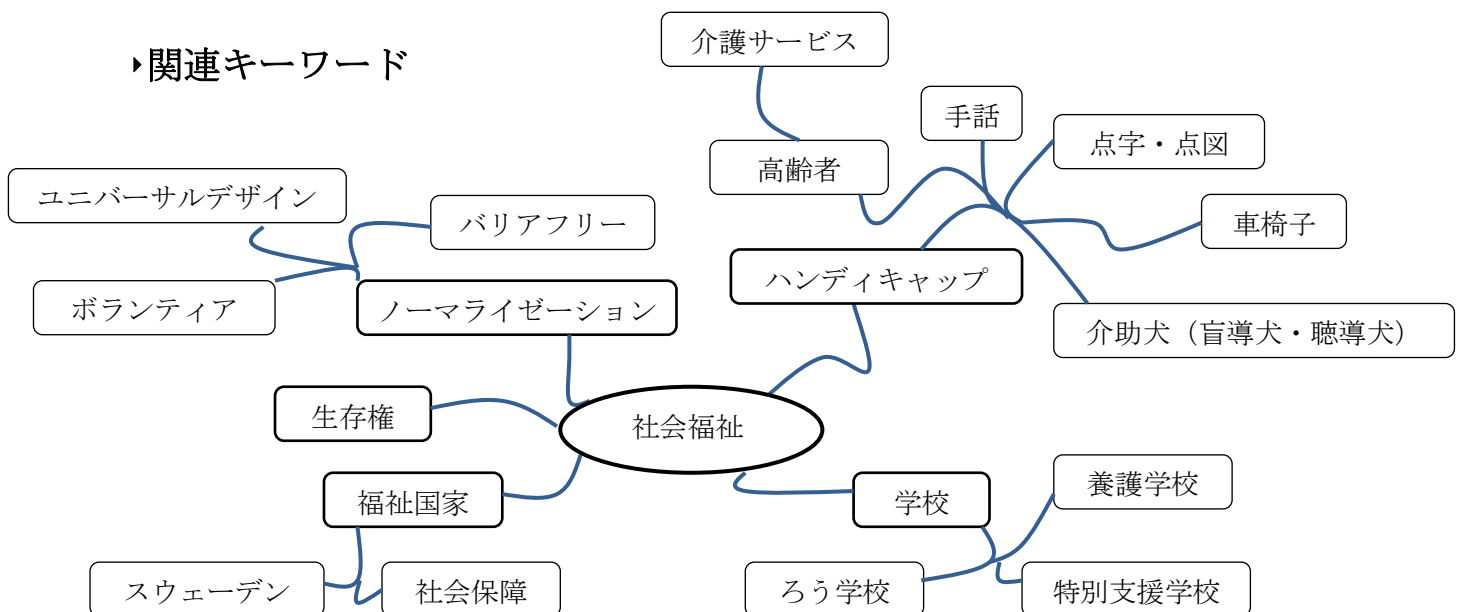 ‣関連キーワード
介護サービス
手話
点字・点図
高齢者
ユニバーサルデザイン
バリアフリー
車椅子
ハンディキャップ
ボランティア
ノーマライゼーション
介助犬（盲導犬・聴導犬）
生存権
社会福祉
福祉国家
学校
養護学校
スウェーデン
社会保障
ろう学校
特別支援学校